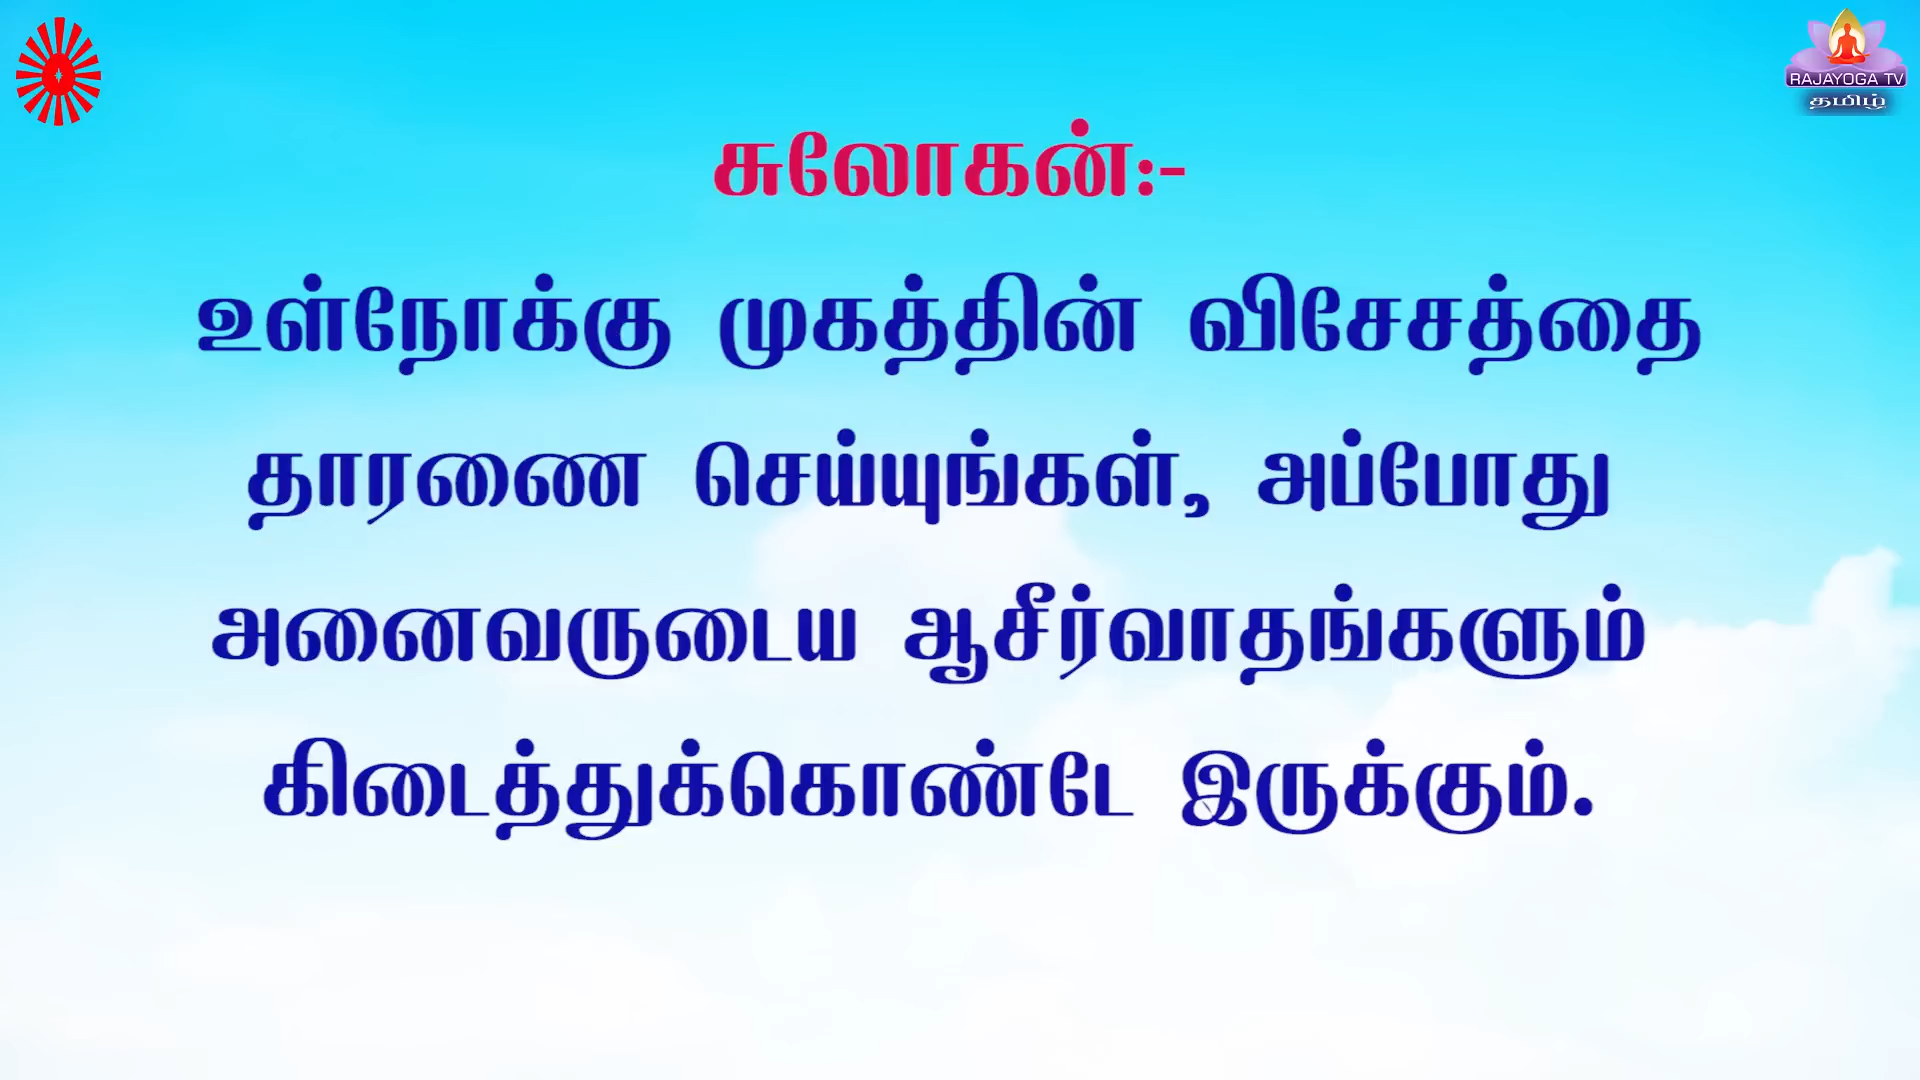 RAJAYOGA TV
தமிழ்
சுலோகன்:-
உள்நோக்கு முகத்தின் விசேசத்தை
தாரணை செய்யுங்கள், அப்போது
அனைவருடைய ஆசீர்வாதங்களும்
கிடைத்துக்கொண்டே இருக்கும்.